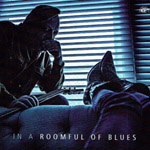 IN A ROOMFUL OF BLUES